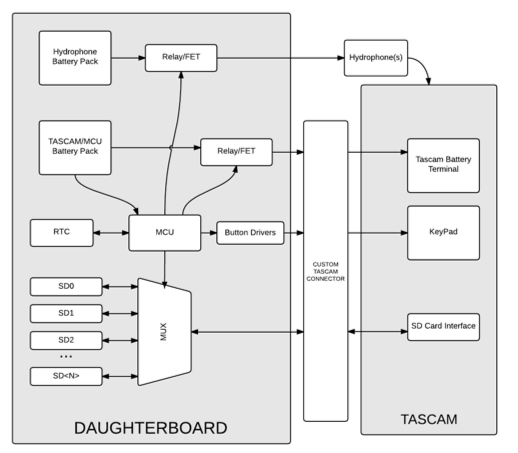 Hydrophone
Battery Pack
Relay/FET
Hydrophone(s)
TASCAM/MCU
Battery Pack
Relay/FET
Tascam Battery
Terminal
RTC
MCU
Button Drivers
KeyPad
CUSTOM
TASCAM
CONNECTOR
SD0
SD1
SD2
...
SD<N>
MUX
SD Card Interface
DAUGHTERBOARD
TASCAM